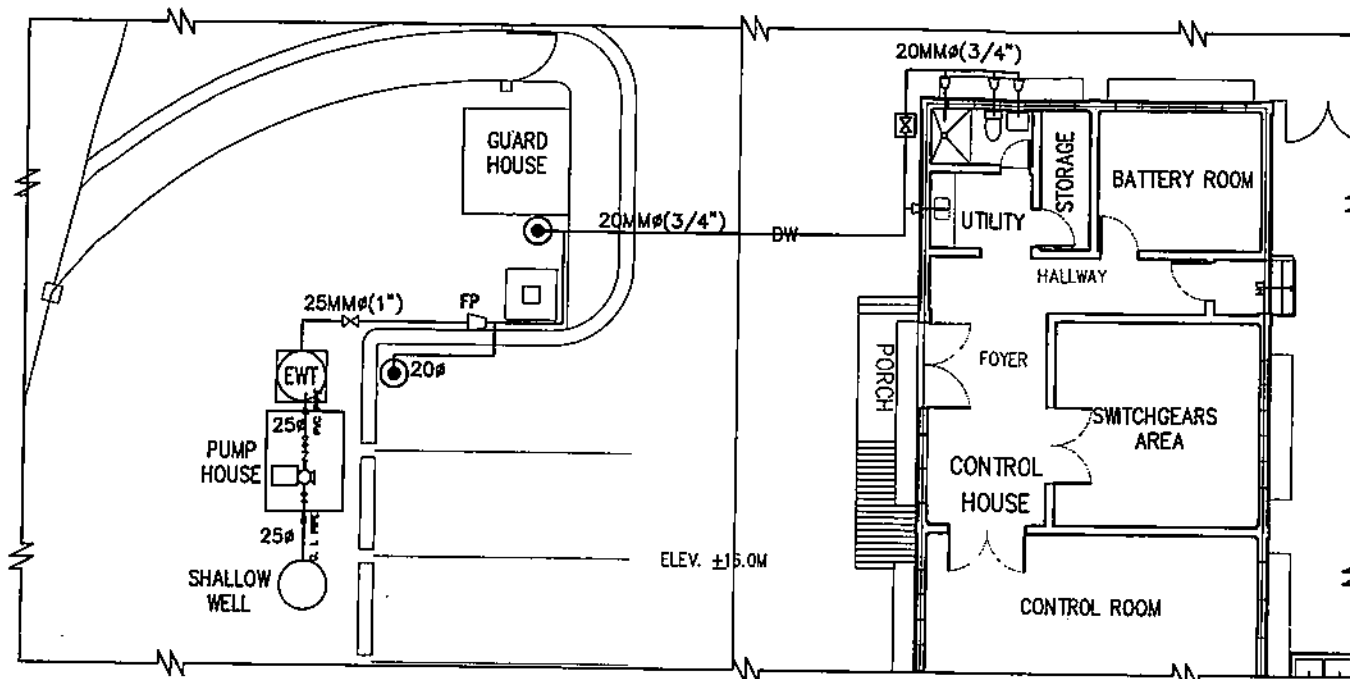 20MMø(3/4")
GUARD
HOUSE
STORAGE
BATTERY ROOM
UTILITY
20MMø(3/4")
DW
HALLWAY
25MMø(1")
FP
EWT
20ø
FOYER
PORCH
25ø
PUMP
HOUSE
SWITCHGEARS
AREA
CONTROL
HOUSE
25ø
G. I. PIPE
ELEV. ±15.0M
SHALLOW
WELL
CONTROL ROOM